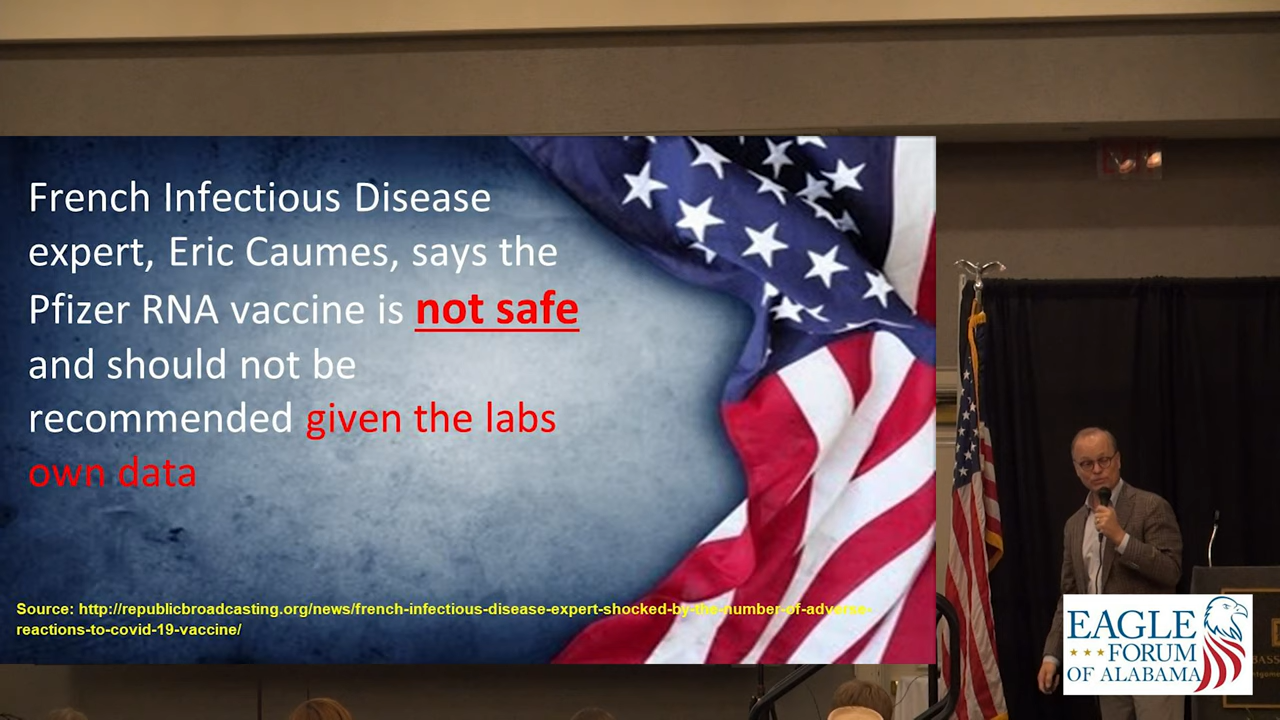 French Infectious Disease
expert, Eric Caumes, says the
Pfizer RNA vaccine is not safe
and should not be
recommended given the labs
own data
Source: http://republicbroadcasting.org/news/french-infectious-disease-expert-shocked-by-the-number-of-adverse-
reactions-to-covid-19-vaccine/
EAGLE
FORUM
OF ALABAMA